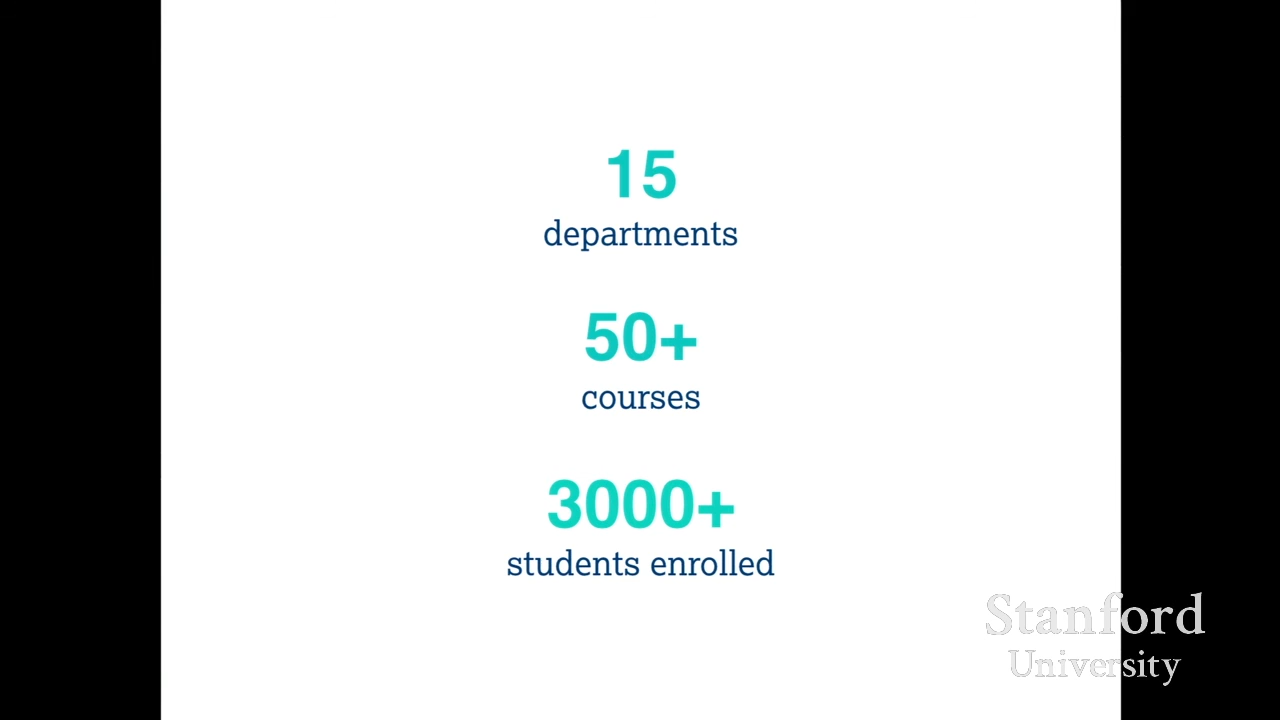 15
departments
50+
courses
3000+
students enrolled
Stanford
University